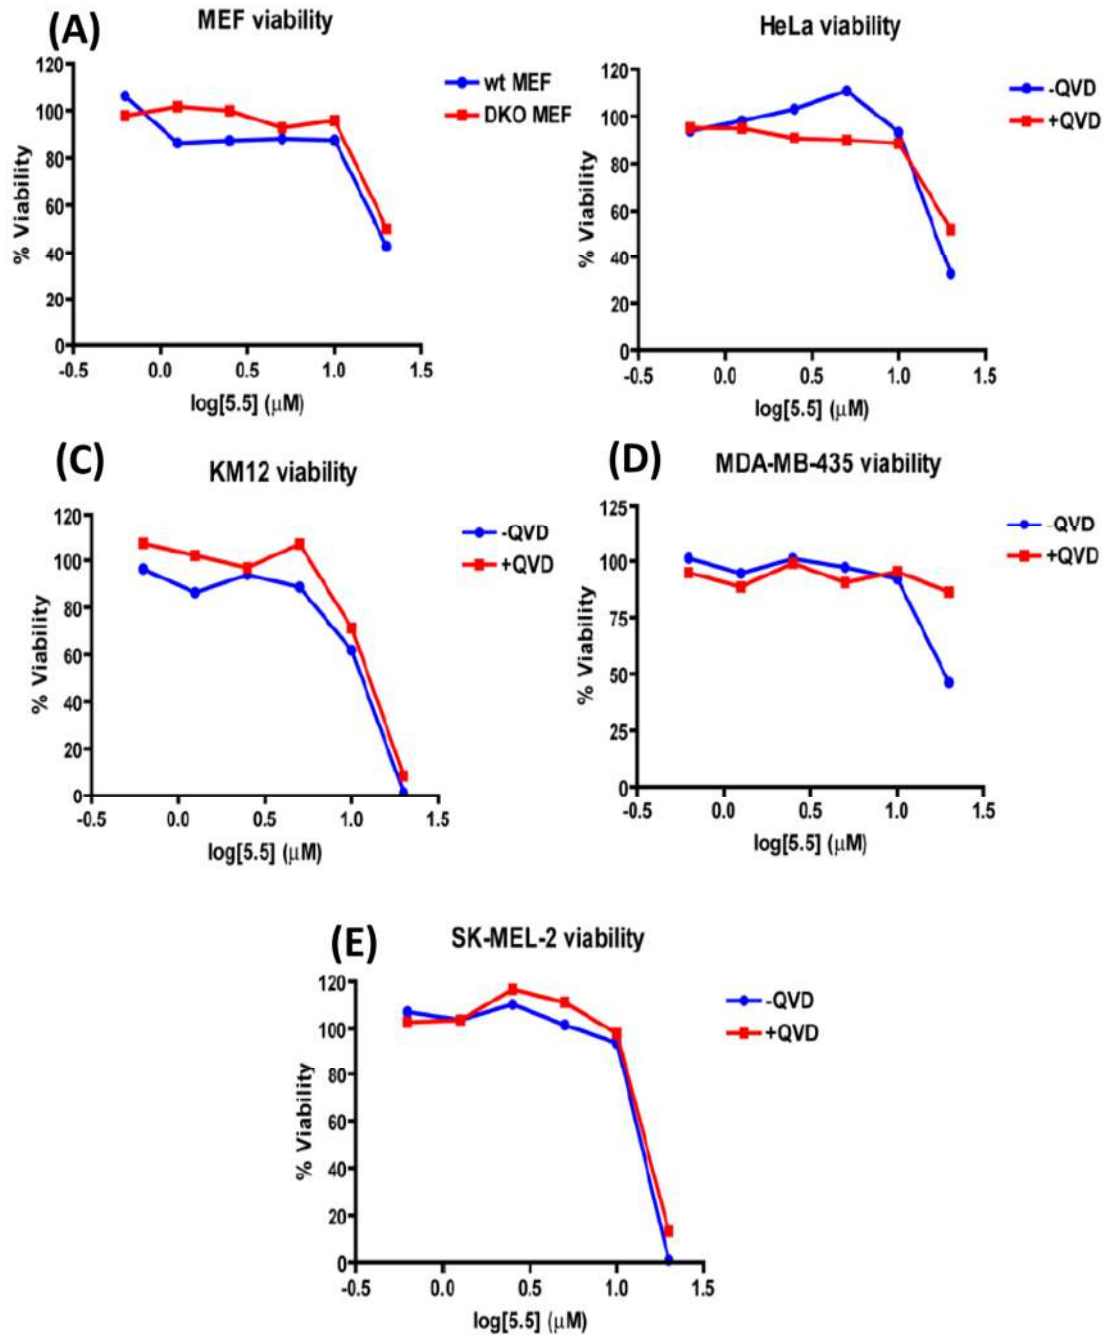 (A)
MEF viability
120
100
80
60
40
20
0
-0.5
0.0
0.5
1.0
1.5
% Viability
log[5.5] (μM)
wt MEF
DKO MEF
HeLa viability
120
100
80
60
40
20
0
-0.5
0.0
0.5
1.0
1.5
% Viability
log[5.5] (μM)
-QVD
+QVD
(C)
KM12 viability
120
100
80
60
40
20
0
-0.5
0.0
0.5
1.0
1.5
% Viability
log[5.5] (μM)
-QVD
+QVD
(D)
MDA-MB-435 viability
125
100
75
50
25
0
-0.5
0.0
0.5
1.0
1.5
% Viability
log[5.5] (μM)
-QVD
+QVD
(E)
SK-MEL-2 viability
120
100
80
60
40
20
0
-0.5
0.0
0.5
1.0
1.5
% Viability
log[5.5] (μM)
-QVD
+QVD